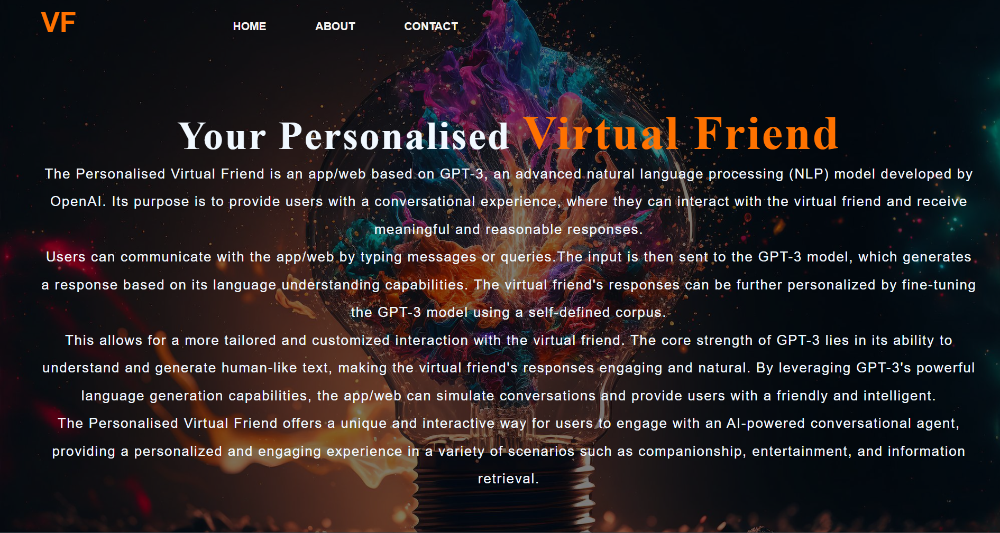 VF
HOME ABOUT CONTACT
Your Personalised Virtual Friend
The Personalised Virtual Friend is an app/web based on GPT-3, an advanced natural language processing (NLP) model developed by
OpenAI. Its purpose is to provide users with a conversational experience, where they can interact with the virtual friend and receive
meaningful and reasonable responses.
Users can communicate with the app/web by typing messages or queries.The input is then sent to the GPT-3 model, which generates
a response based on its language understanding capabilities. The virtual friend's responses can be further personalized by fine-tuning
the GPT-3 model using a self-defined corpus.
This allows for a more tailored and customized interaction with the virtual friend. The core strength of GPT-3 lies in its ability to
understand and generate human-like text, making the virtual friend's responses engaging and natural. By leveraging GPT-3's powerful
language generation capabilities, the app/web can simulate conversations and provide users with a friendly and intelligent.
The Personalised Virtual Friend offers a unique and interactive way for users to engage with an AI-powered conversational agent,
providing a personalized and engaging experience in a variety of scenarios such as companionship, entertainment, and information
retrieval.